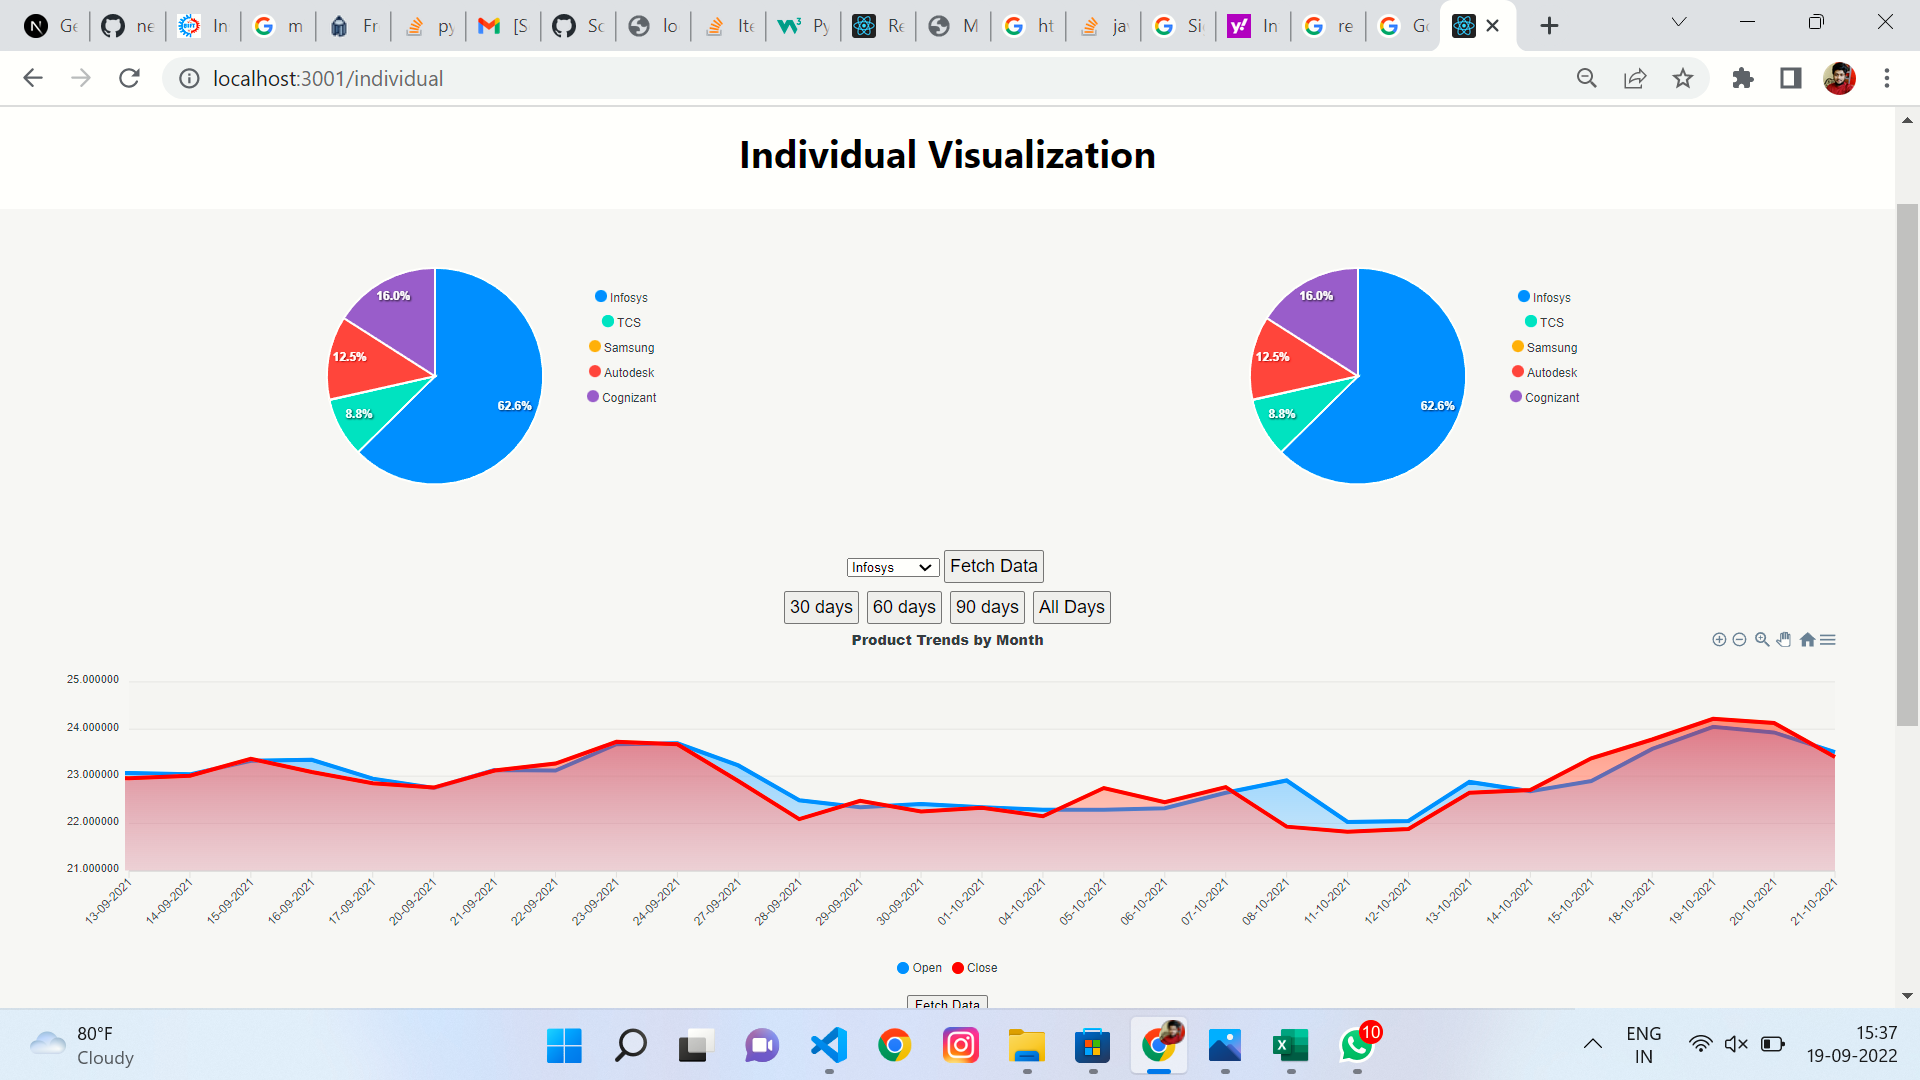 Ge
ne
In
m
Fr
py
[S
Sc
lo
Ite
Py
Re
M
ht
ja
Si
In
re
Go
localhost:3001/individual
Individual Visualization
16.0%
12.5%
8.8%
62.6%
Infosys
TCS
Samsung
Autodesk
Cognizant
16.0%
12.5%
8.8%
62.6%
Infosys
TCS
Samsung
Autodesk
Cognizant
Infosys Fetch Data
30 days 60 days 90 days All Days
Product Trends by Month
25.000000
24.000000
23.000000
22.000000
21.000000
13-09-2021
14-09-2021
15-09-2021
16-09-2021
17-09-2021
20-09-2021
21-09-2021
22-09-2021
23-09-2021
24-09-2021
27-09-2021
28-09-2021
29-09-2021
30-09-2021
01-10-2021
04-10-2021
05-10-2021
06-10-2021
07-10-2021
08-10-2021
11-10-2021
12-10-2021
13-10-2021
14-10-2021
15-10-2021
18-10-2021
19-10-2021
20-10-2021
21-10-2021
Open Close
Fetch Data
80°F
Cloudy
10
ENG
IN
15:37
19-09-2022